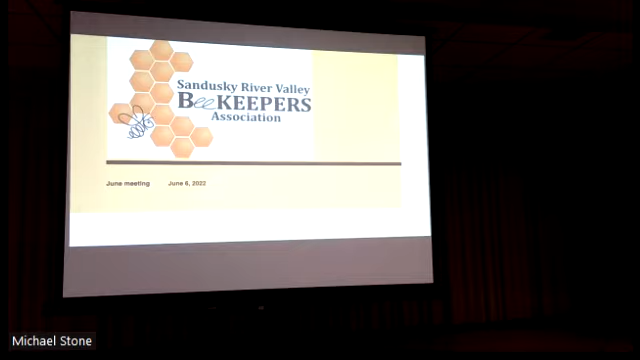 Sandusky River Valley
BeeKEEPERS
Association
June meeting June 6, 2022
Michael Stone